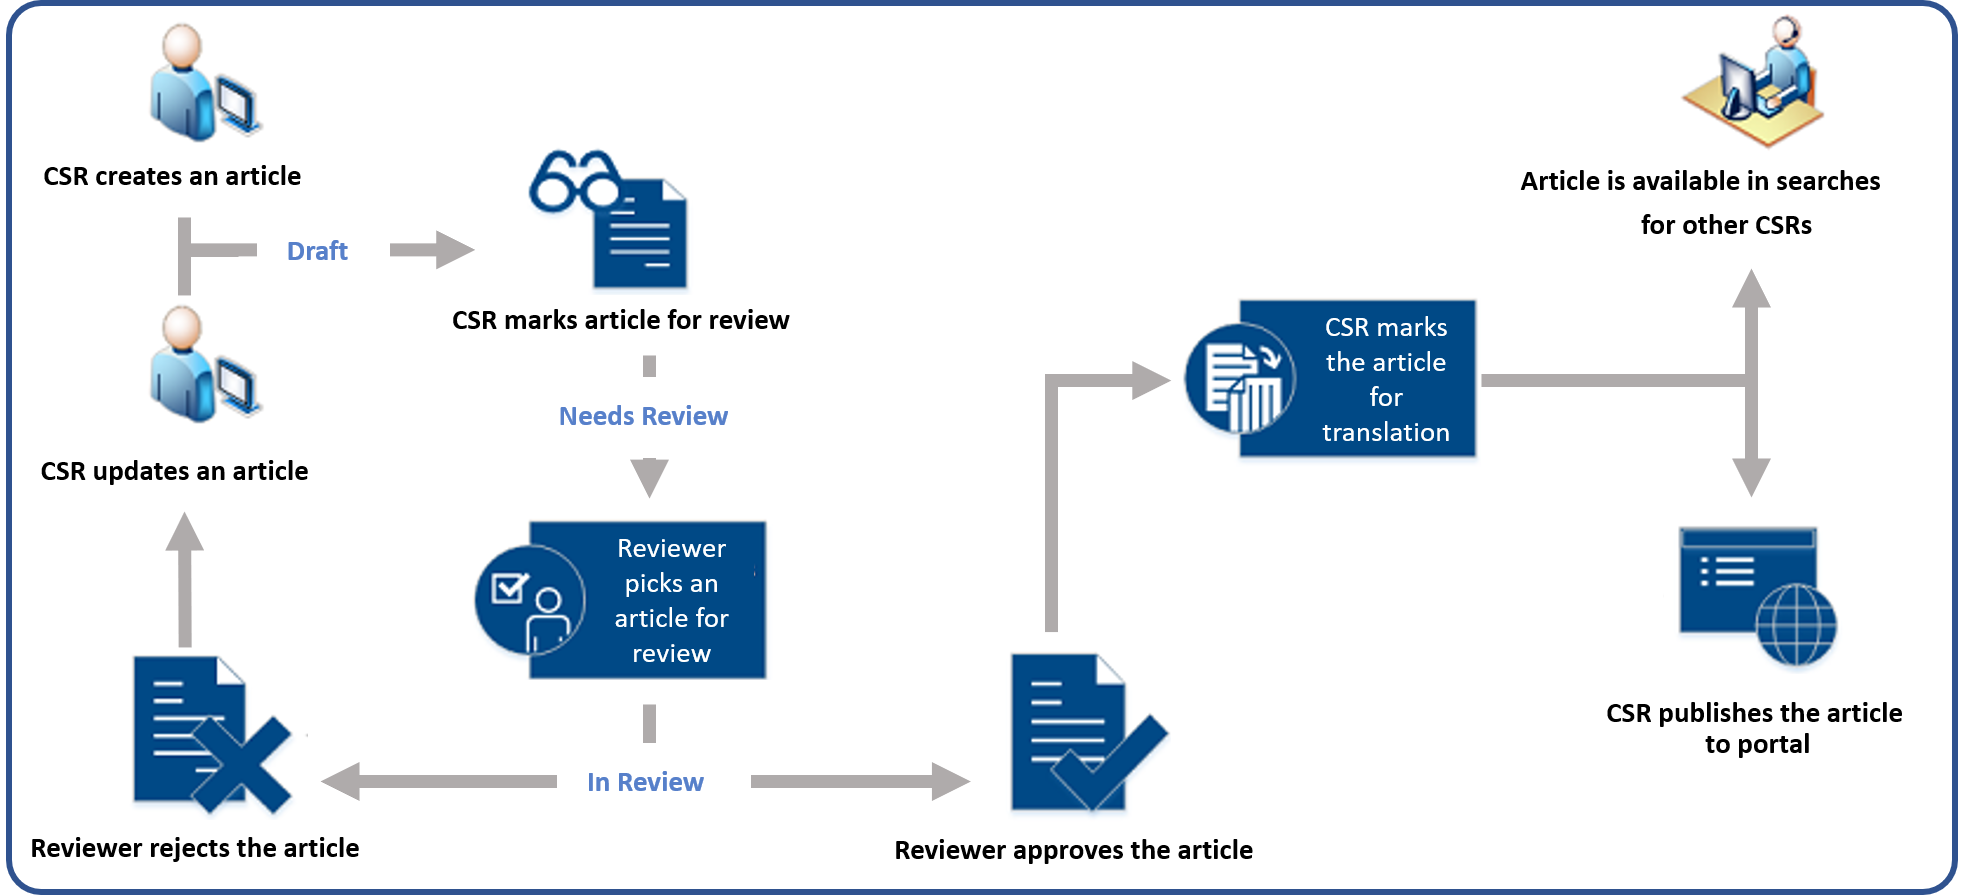 CSR creates an article
Draft
CSR updates an article
CSR marks article for review
Needs Review
Reviewer
picks an
article for
review
In Review
Reviewer rejects the article
Reviewer approves the article
CSR marks
the article
for
translation
Article is available in searches
for other CSRs
CSR publishes the article
to portal